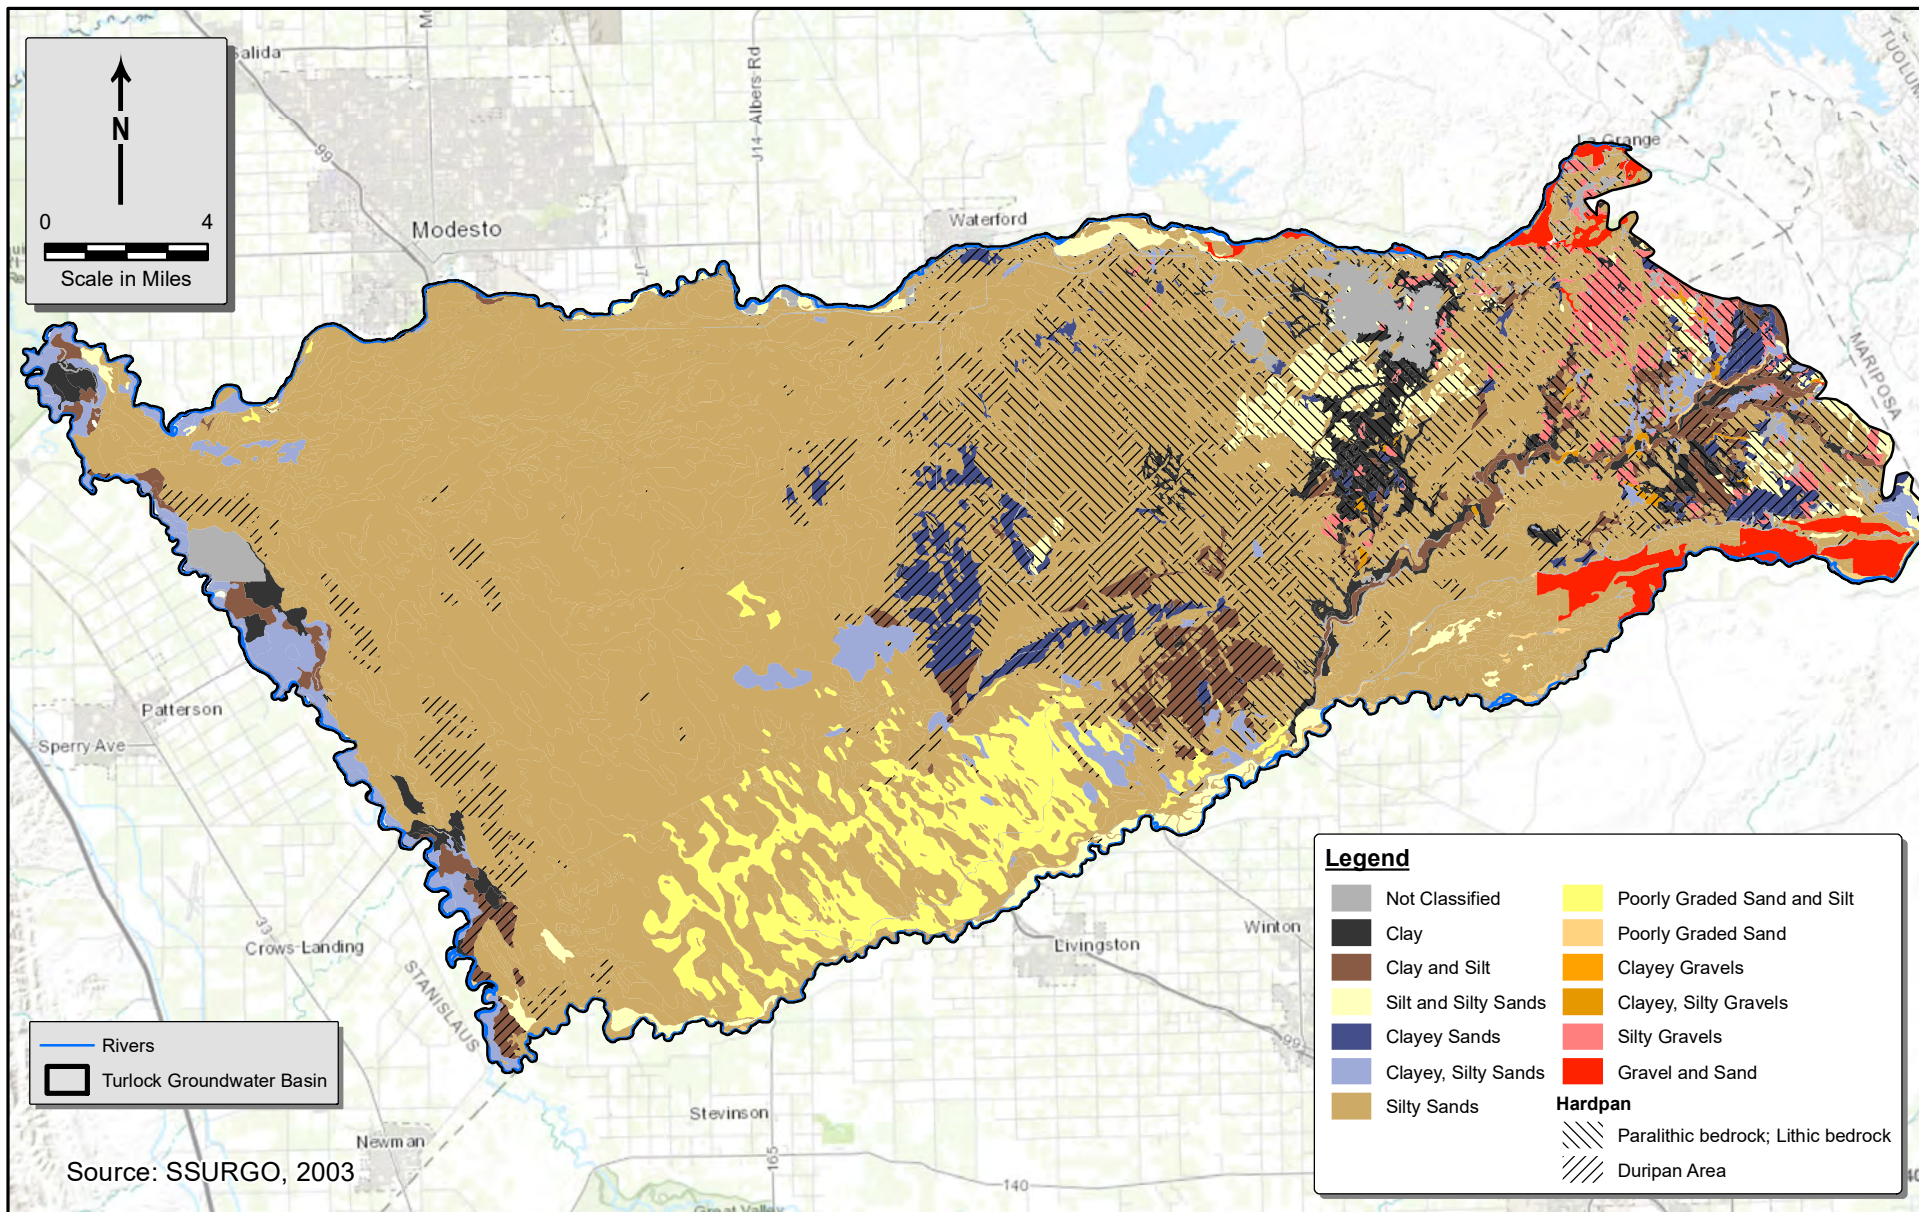 N
0 4
Scale in Miles
Salida
99
Modesto
J14 Albers Rd
J7
Waterford
La Grange
MARIPOSA
Patterson
Sperry Ave
33
Crows Landing
STANISLAUS
Newman
Stevinson
165
140
Livingston
Winton
99
Great Valley
Rivers
Turlock Groundwater Basin
Source: SSURGO, 2003
Legend
Not Classified
Clay
Clay and Silt
Silt and Silty Sands
Clayey Sands
Clayey, Silty Sands
Silty Sands
Poorly Graded Sand and Silt
Poorly Graded Sand
Clayey Gravels
Clayey, Silty Gravels
Silty Gravels
Gravel and Sand
Hardpan
Paralithic bedrock; Lithic bedrock
Duripan Area